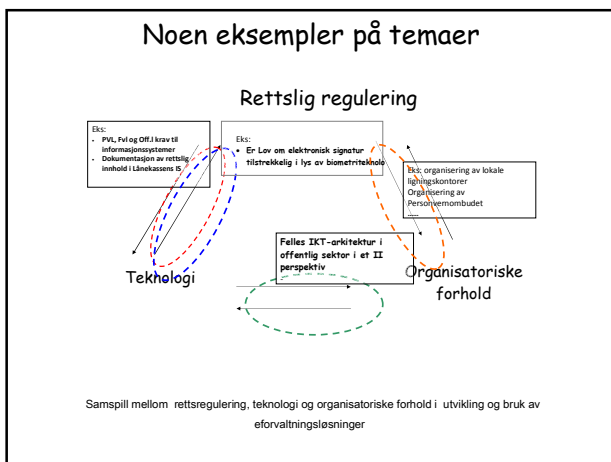 Noen eksempler på temaer
Rettslig regulering
Eks:
• PVL, Fvl og Off.l krav til
informasjonssystemer
• Dokumentasjon av rettslig
innhold i Lånekassens IS
Eks:
• Er Lov om elektronisk signatur
tilstrekkelig i lys av biometriteknolo
Eks: organisering av lokale
ligningskontorer
Organisering av
Personvernombudet
......
Felles IKT-arkitektur i
offentlig sektor i et II
perspektiv
..
Teknologi
Organisatoriske
forhold
Samspill mellom rettsregulering, teknologi og organisatoriske forhold i utvikling og bruk av
eforvaltningsløsninger